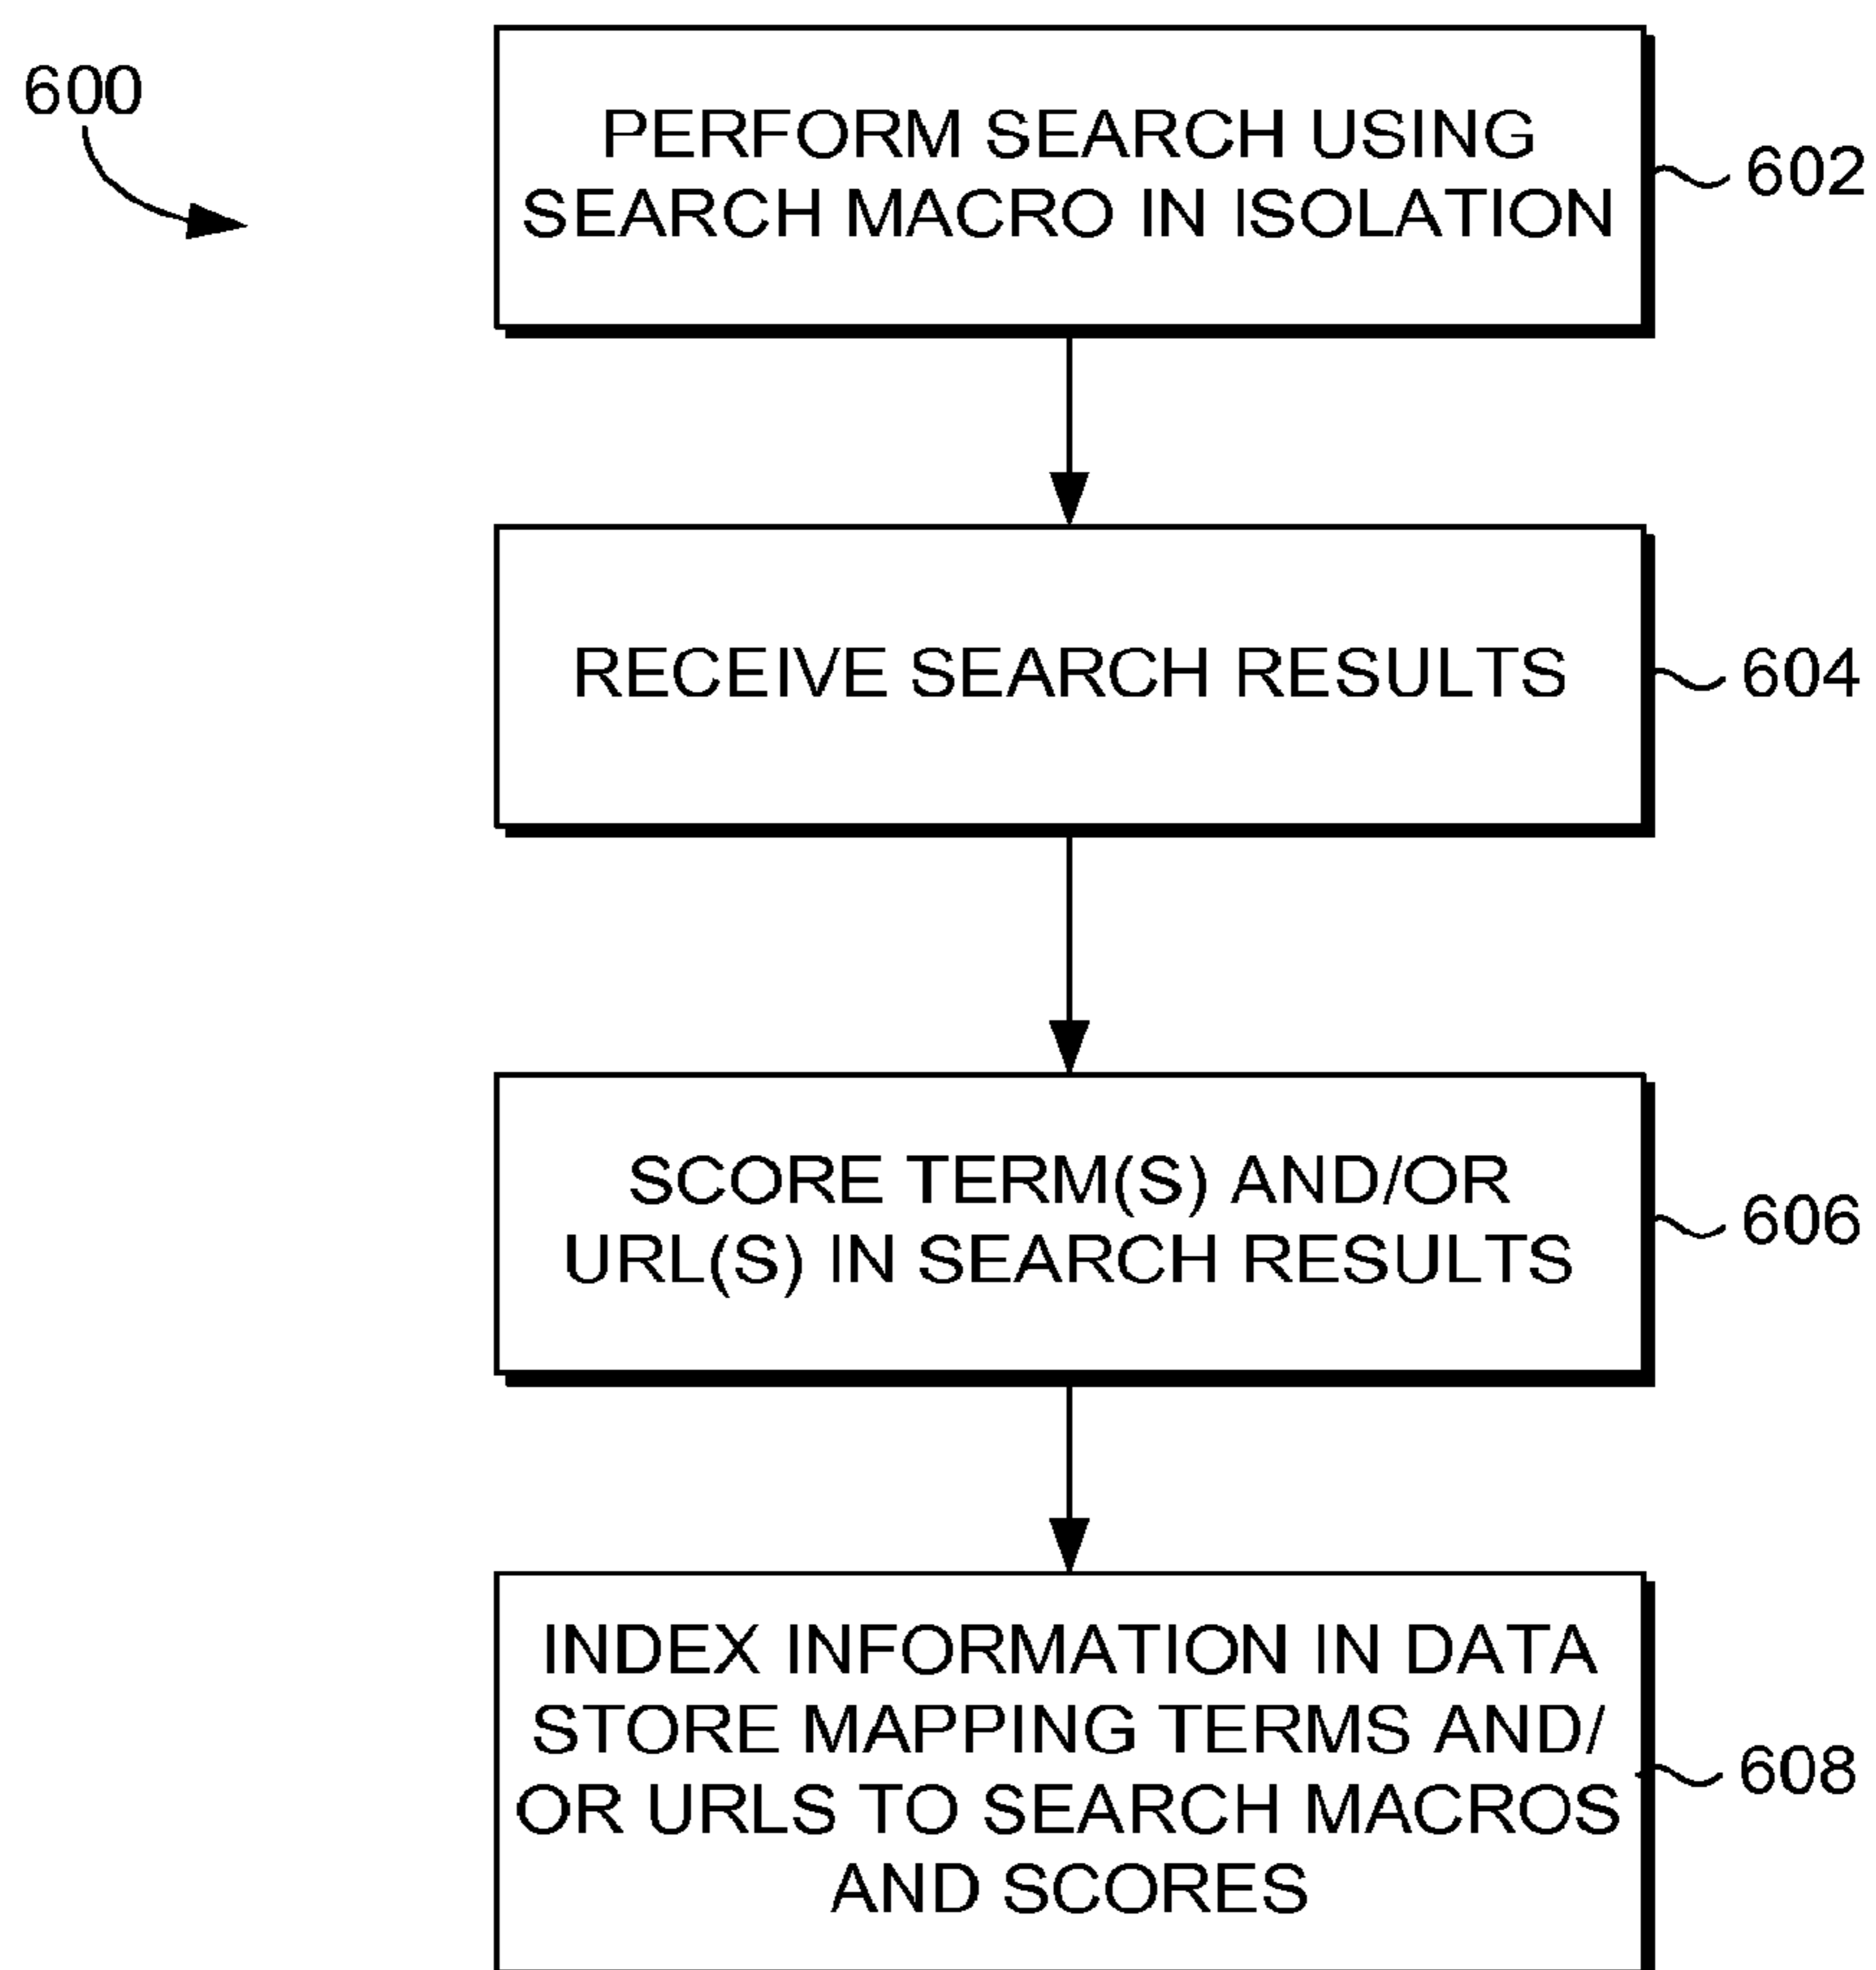 600
PERFORM SEARCH USING
SEARCH MACRO IN ISOLATION
602
RECEIVE SEARCH RESULTS
604
SCORE TERM(S) AND/OR
URL(S) IN SEARCH RESULTS
606
INDEX INFORMATION IN DATA
STORE MAPPING TERMS AND/
OR URLS TO SEARCH MACROS
AND SCORES
608